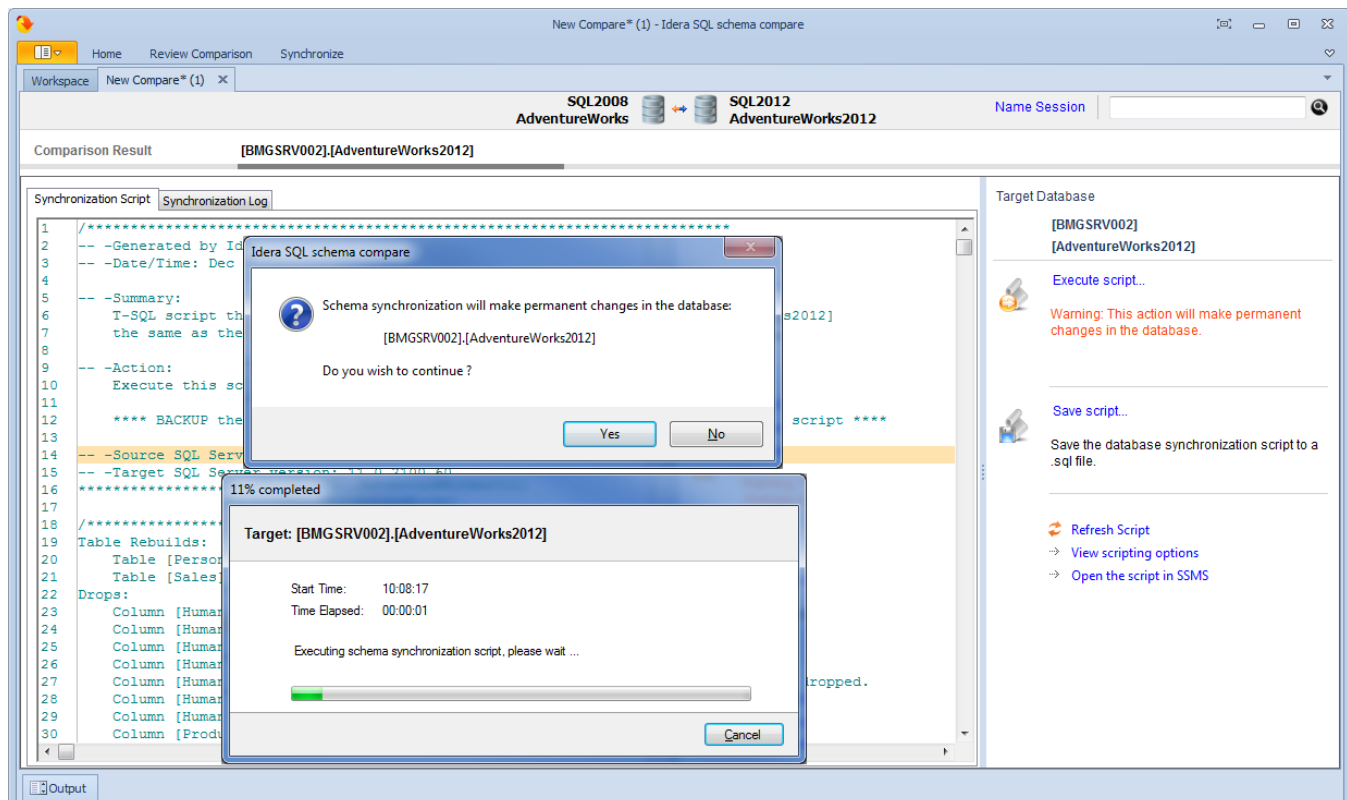 New Compare* (1) - Idera SQL schema compare
Home Review Comparison Synchronize
Workspace New Compare* (1)
SQL2008 SQL2012
AdventureWorks AdventureWorks2012
Name Session
Comparison Result [BMGSRV002].[AdventureWorks2012]
Synchronization Script Synchronization Log
1 /**************************************************************************
2 -- -Generated by Id
3 -- -Date/Time: Dec
4
5 -- -Summary:
6 T-SQL script th s2012]
7 the same as the
8
9 -- -Action:
10 Execute this sc
11
12 **** BACKUP the script ****
13
14 -- -Source SQL Serv
15 -- -Target SQL Server version: 11.0.2100.60
16 ******************
17
18 /*****************
19 Table Rebuilds:
20 Table [Person
21 Table [Sales]
22 Drops:
23 Column [Human
24 Column [Human
25 Column [Human
26 Column [Human
27 Column [Human dropped.
28 Column [Human
29 Column [Human
30 Column [Produ
Idera SQL schema compare
Schema synchronization will make permanent changes in the database:
[BMGSRV002].[AdventureWorks2012]
Do you wish to continue ?
Yes No
11% completed
Target: [BMGSRV002].[AdventureWorks2012]
Start Time: 10:08:17
Time Elapsed: 00:00:01
Executing schema synchronization script, please wait ...
Cancel
Target Database
[BMGSRV002]
[AdventureWorks2012]
Execute script...
Warning: This action will make permanent
changes in the database.
Save script...
Save the database synchronization script to a
.sql file.
Refresh Script
View scripting options
Open the script in SSMS
Output